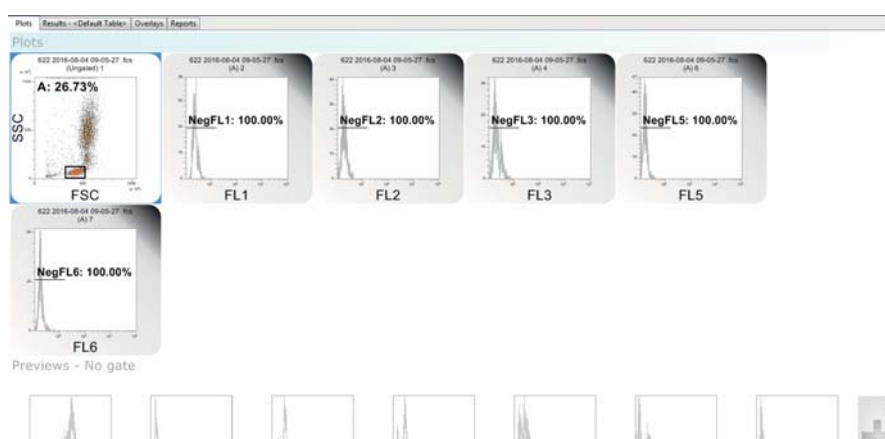 Plots Results - <Default Table> Overlays Reports
Plots
622 2016-08-04 09-05-27 .fcs
(Ungated) 1
A: 26.73%
SSC
FSC
622 2016-08-04 09-05-27 .fcs
(A) 2
NegFL1: 100.00%
FL1
622 2016-08-04 09-05-27 .fcs
(A) 3
NegFL2: 100.00%
FL2
622 2016-08-04 09-05-27 .fcs
(A) 4
NegFL3: 100.00%
FL3
622 2016-08-04 09-05-27 .fcs
(A) 6
NegFL5: 100.00%
FL5
622 2016-08-04 09-05-27 .fcs
(A) 7
NegFL6: 100.00%
FL6
Previews - No gate